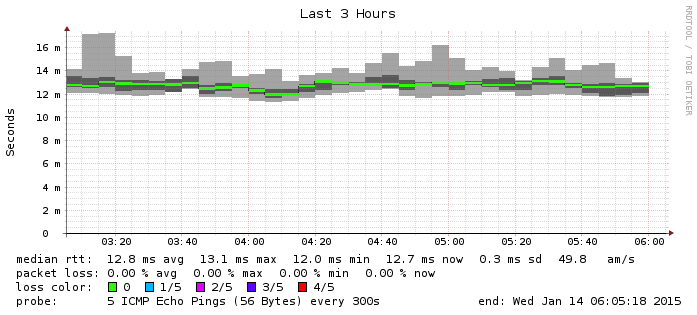 Last 3 Hours
RRDTOOL / TOBI OETIKER
Seconds
16 m
14 m
12 m
10 m
8 m
6 m
4 m
2 m
0
03:20 03:40 04:00 04:20 04:40 05:00 05:20 05:40 06:00
median rtt: 12.8 ms avg 13.1 ms max 12.0 ms min 12.7 ms now 0.3 ms sd 49.8 am/s
packet loss: 0.00 % avg 0.00 % max 0.00 % min 0.00 % now
loss color: 0 1/5 2/5 3/5 4/5
probe: 5 ICMP Echo Pings (56 Bytes) every 300s end: Wed Jan 14 06:05:18 2015